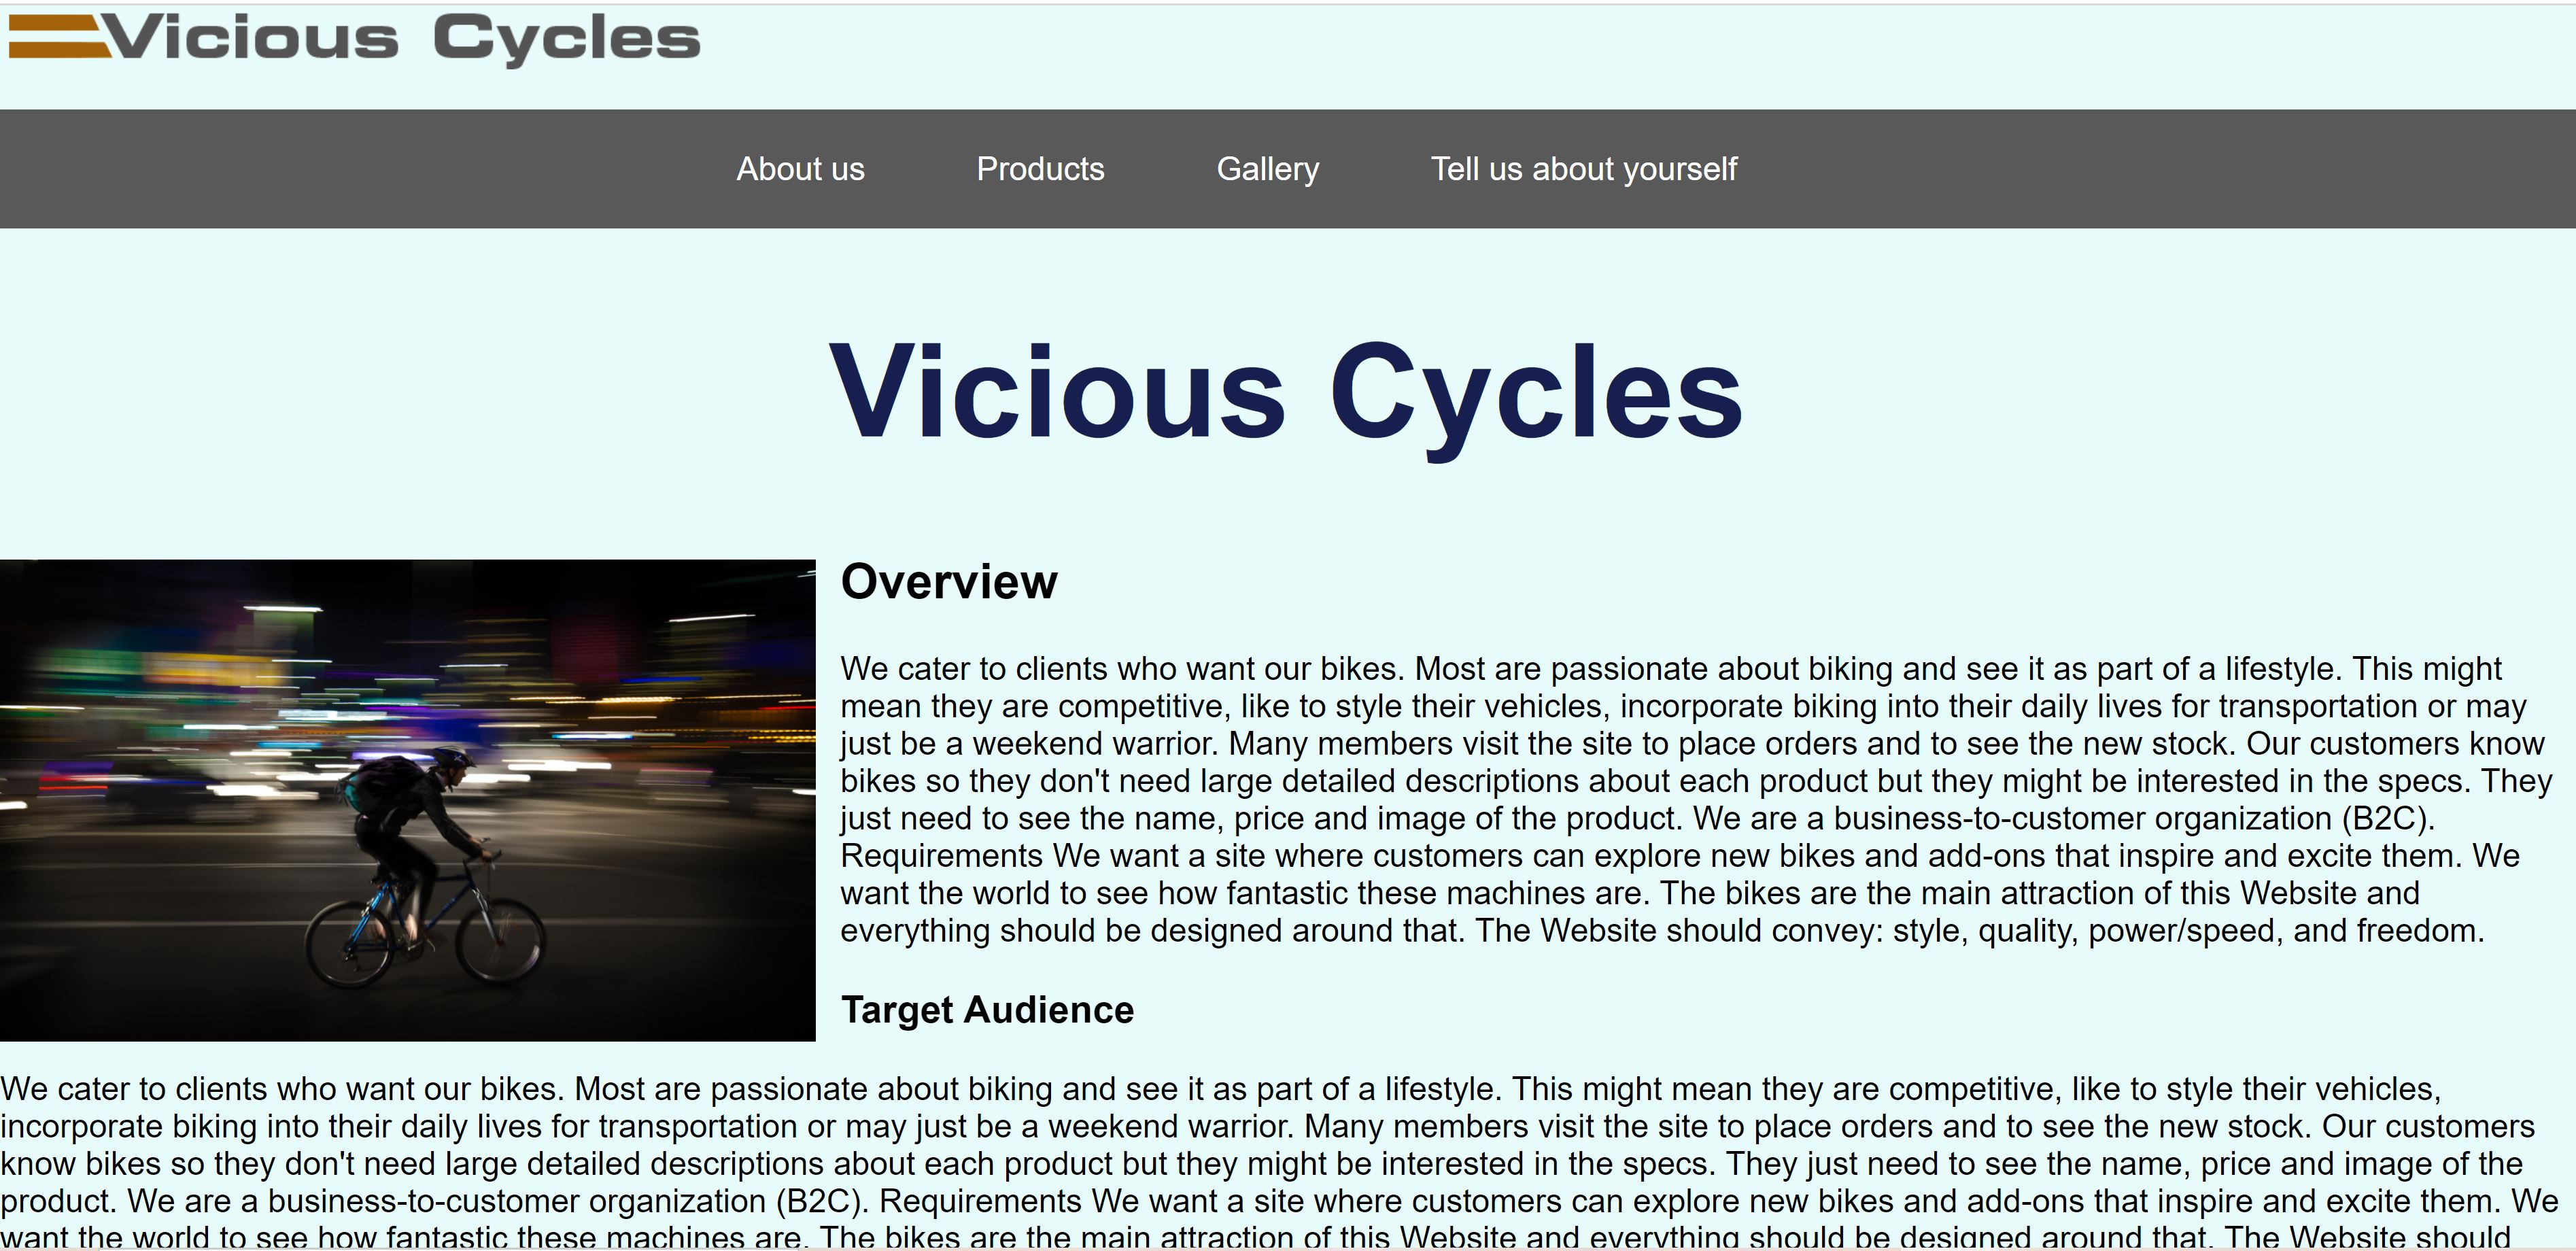 Vicious Cycles
About us Products Gallery Tell us about yourself
Vicious Cycles
Overview
We cater to clients who want our bikes. Most are passionate about biking and see it as part of a lifestyle. This might
mean they are competitive, like to style their vehicles, incorporate biking into their daily lives for transportation or may
just be a weekend warrior. Many members visit the site to place orders and to see the new stock. Our customers know
bikes so they don't need large detailed descriptions about each product but they might be interested in the specs. They
just need to see the name, price and image of the product. We are a business-to-customer organization (B2C).
Requirements We want a site where customers can explore new bikes and add-ons that inspire and excite them. We
want the world to see how fantastic these machines are. The bikes are the main attraction of this Website and
everything should be designed around that. The Website should convey: style, quality, power/speed, and freedom.
Target Audience
We cater to clients who want our bikes. Most are passionate about biking and see it as part of a lifestyle. This might mean they are competitive, like to style their vehicles,
incorporate biking into their daily lives for transportation or may just be a weekend warrior. Many members visit the site to place orders and to see the new stock. Our customers
know bikes so they don't need large detailed descriptions about each product but they might be interested in the specs. They just need to see the name, price and image of the
product. We are a business-to-customer organization (B2C). Requirements We want a site where customers can explore new bikes and add-ons that inspire and excite them. We
want the world to see how fantastic these machines are. The bikes are the main attraction of this Website and everything should be designed around that. The Website should